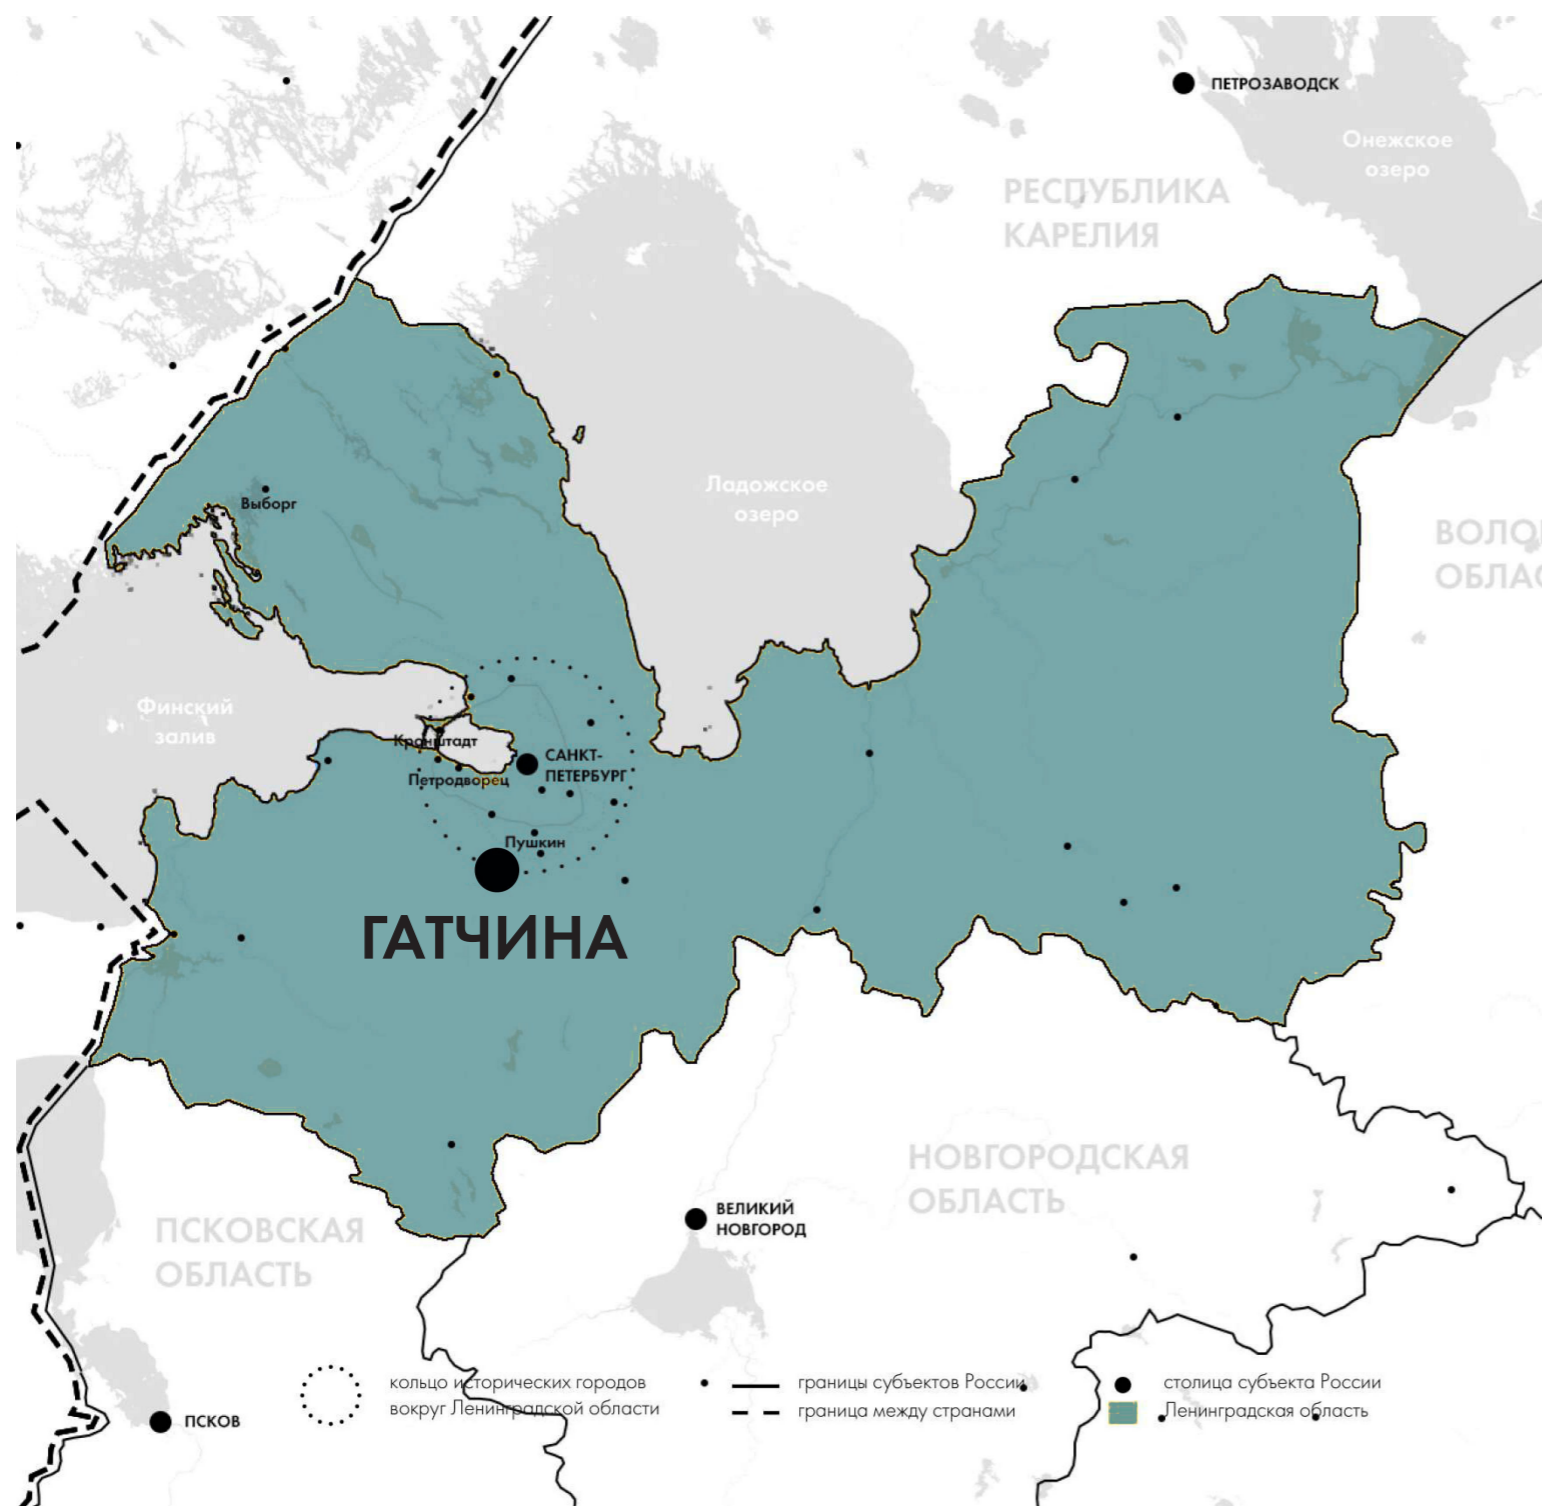 ПЕТРОЗАВОДСК
Онежское
озеро
РЕСПУБЛИКА
КАРЕЛИЯ
Ладожское
озеро
Выборг
ВОЛО
ОБЛАС
Финский
залив
Кронштадт
САНКТ-
ПЕТЕРБУРГ
Петродворец
Пушкин
ГАТЧИНА
НОВГОРОДСКАЯ
ОБЛАСТЬ
ВЕЛИКИЙ
НОВГОРОД
ПСКОВСКАЯ
ОБЛАСТЬ
ПСКОВ
кольцо исторических городов
вокруг Ленинградской области
границы субъектов России
граница между странами
столица субъекта России
Ленинградская область